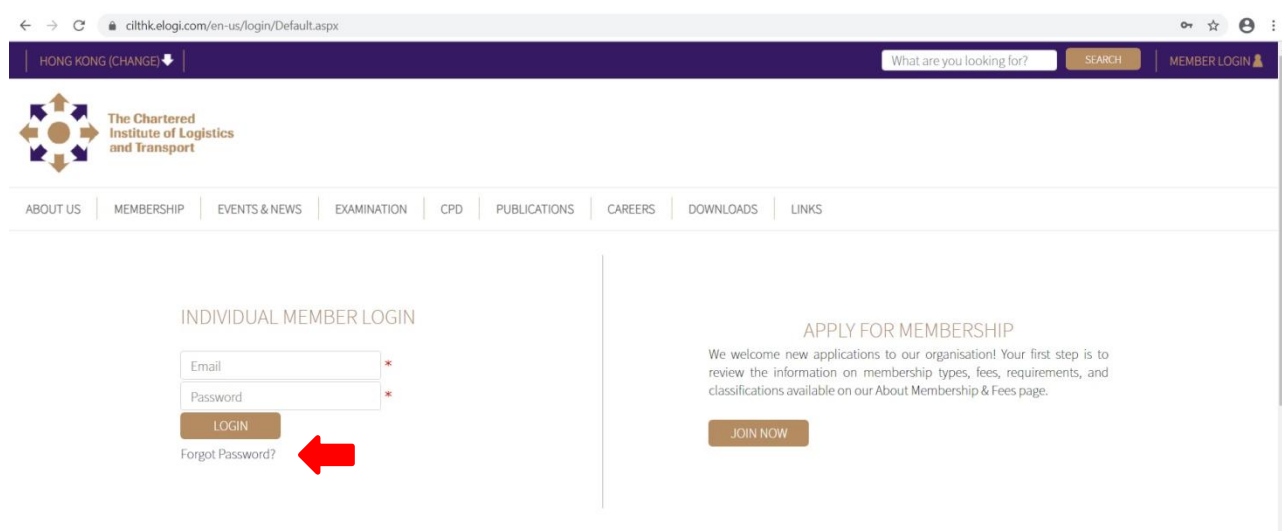 cilthk.elogi.com/en-us/login/Default.aspx
HONG KONG (CHANGE)
What are you looking for?
SEARCH
MEMBER LOGIN
The Chartered
Institute of Logistics
and Transport
ABOUT US
MEMBERSHIP
EVENTS & NEWS
EXAMINATION
CPD
PUBLICATIONS
CAREERS
DOWNLOADS
LINKS
INDIVIDUAL MEMBER LOGIN
Email *
Password *
LOGIN
Forgot Password?
APPLY FOR MEMBERSHIP
We welcome new applications to our organisation! Your first step is to
review the information on membership types, fees, requirements, and
classifications available on our About Membership & Fees page.
JOIN NOW